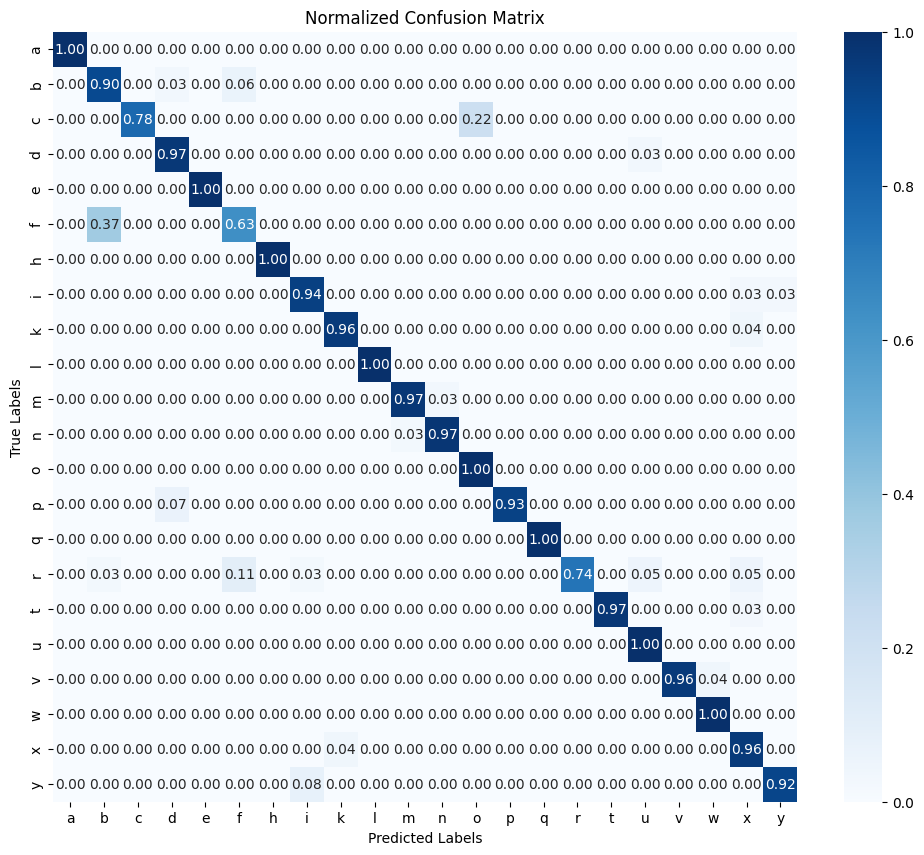 Normalized Confusion Matrix
a 1.00 0.00 0.00 0.00 0.00 0.00 0.00 0.00 0.00 0.00 0.00 0.00 0.00 0.00 0.00 0.00 0.00 0.00 0.00 0.00 0.00 0.00
b 0.00 0.90 0.00 0.03 0.00 0.06 0.00 0.00 0.00 0.00 0.00 0.00 0.00 0.00 0.00 0.00 0.00 0.00 0.00 0.00 0.00 0.00
c 0.00 0.00 0.78 0.00 0.00 0.00 0.00 0.00 0.00 0.00 0.00 0.00 0.22 0.00 0.00 0.00 0.00 0.00 0.00 0.00 0.00 0.00
d 0.00 0.00 0.00 0.97 0.00 0.00 0.00 0.00 0.00 0.00 0.00 0.00 0.00 0.00 0.00 0.00 0.00 0.03 0.00 0.00 0.00 0.00
e 0.00 0.00 0.00 0.00 1.00 0.00 0.00 0.00 0.00 0.00 0.00 0.00 0.00 0.00 0.00 0.00 0.00 0.00 0.00 0.00 0.00 0.00
f 0.00 0.37 0.00 0.00 0.00 0.63 0.00 0.00 0.00 0.00 0.00 0.00 0.00 0.00 0.00 0.00 0.00 0.00 0.00 0.00 0.00 0.00
h 0.00 0.00 0.00 0.00 0.00 0.00 1.00 0.00 0.00 0.00 0.00 0.00 0.00 0.00 0.00 0.00 0.00 0.00 0.00 0.00 0.00 0.00
i 0.00 0.00 0.00 0.00 0.00 0.00 0.00 0.94 0.00 0.00 0.00 0.00 0.00 0.00 0.00 0.00 0.00 0.00 0.00 0.00 0.03 0.03
k 0.00 0.00 0.00 0.00 0.00 0.00 0.00 0.00 0.96 0.00 0.00 0.00 0.00 0.00 0.00 0.00 0.00 0.00 0.00 0.00 0.04 0.00
l 0.00 0.00 0.00 0.00 0.00 0.00 0.00 0.00 0.00 1.00 0.00 0.00 0.00 0.00 0.00 0.00 0.00 0.00 0.00 0.00 0.00 0.00
m 0.00 0.00 0.00 0.00 0.00 0.00 0.00 0.00 0.00 0.00 0.97 0.03 0.00 0.00 0.00 0.00 0.00 0.00 0.00 0.00 0.00 0.00
n 0.00 0.00 0.00 0.00 0.00 0.00 0.00 0.00 0.00 0.00 0.03 0.97 0.00 0.00 0.00 0.00 0.00 0.00 0.00 0.00 0.00 0.00
o 0.00 0.00 0.00 0.00 0.00 0.00 0.00 0.00 0.00 0.00 0.00 0.00 1.00 0.00 0.00 0.00 0.00 0.00 0.00 0.00 0.00 0.00
p 0.00 0.00 0.00 0.07 0.00 0.00 0.00 0.00 0.00 0.00 0.00 0.00 0.00 0.93 0.00 0.00 0.00 0.00 0.00 0.00 0.00 0.00
q 0.00 0.00 0.00 0.00 0.00 0.00 0.00 0.00 0.00 0.00 0.00 0.00 0.00 0.00 1.00 0.00 0.00 0.00 0.00 0.00 0.00 0.00
r 0.00 0.03 0.00 0.00 0.00 0.11 0.00 0.03 0.00 0.00 0.00 0.00 0.00 0.00 0.00 0.74 0.00 0.05 0.00 0.00 0.05 0.00
t 0.00 0.00 0.00 0.00 0.00 0.00 0.00 0.00 0.00 0.00 0.00 0.00 0.00 0.00 0.00 0.00 0.97 0.00 0.00 0.00 0.03 0.00
u 0.00 0.00 0.00 0.00 0.00 0.00 0.00 0.00 0.00 0.00 0.00 0.00 0.00 0.00 0.00 0.00 0.00 1.00 0.00 0.00 0.00 0.00
v 0.00 0.00 0.00 0.00 0.00 0.00 0.00 0.00 0.00 0.00 0.00 0.00 0.00 0.00 0.00 0.00 0.00 0.00 0.96 0.04 0.00 0.00
w 0.00 0.00 0.00 0.00 0.00 0.00 0.00 0.00 0.00 0.00 0.00 0.00 0.00 0.00 0.00 0.00 0.00 0.00 0.00 1.00 0.00 0.00
x 0.00 0.00 0.00 0.00 0.00 0.00 0.00 0.00 0.04 0.00 0.00 0.00 0.00 0.00 0.00 0.00 0.00 0.00 0.00 0.00 0.96 0.00
y 0.00 0.00 0.00 0.00 0.00 0.00 0.00 0.08 0.00 0.00 0.00 0.00 0.00 0.00 0.00 0.00 0.00 0.00 0.00 0.00 0.00 0.92
a b c d e f h i k l m n o p q r t u v w x y
Predicted Labels
True Labels
1.0
0.8
0.6
0.4
0.2
0.0